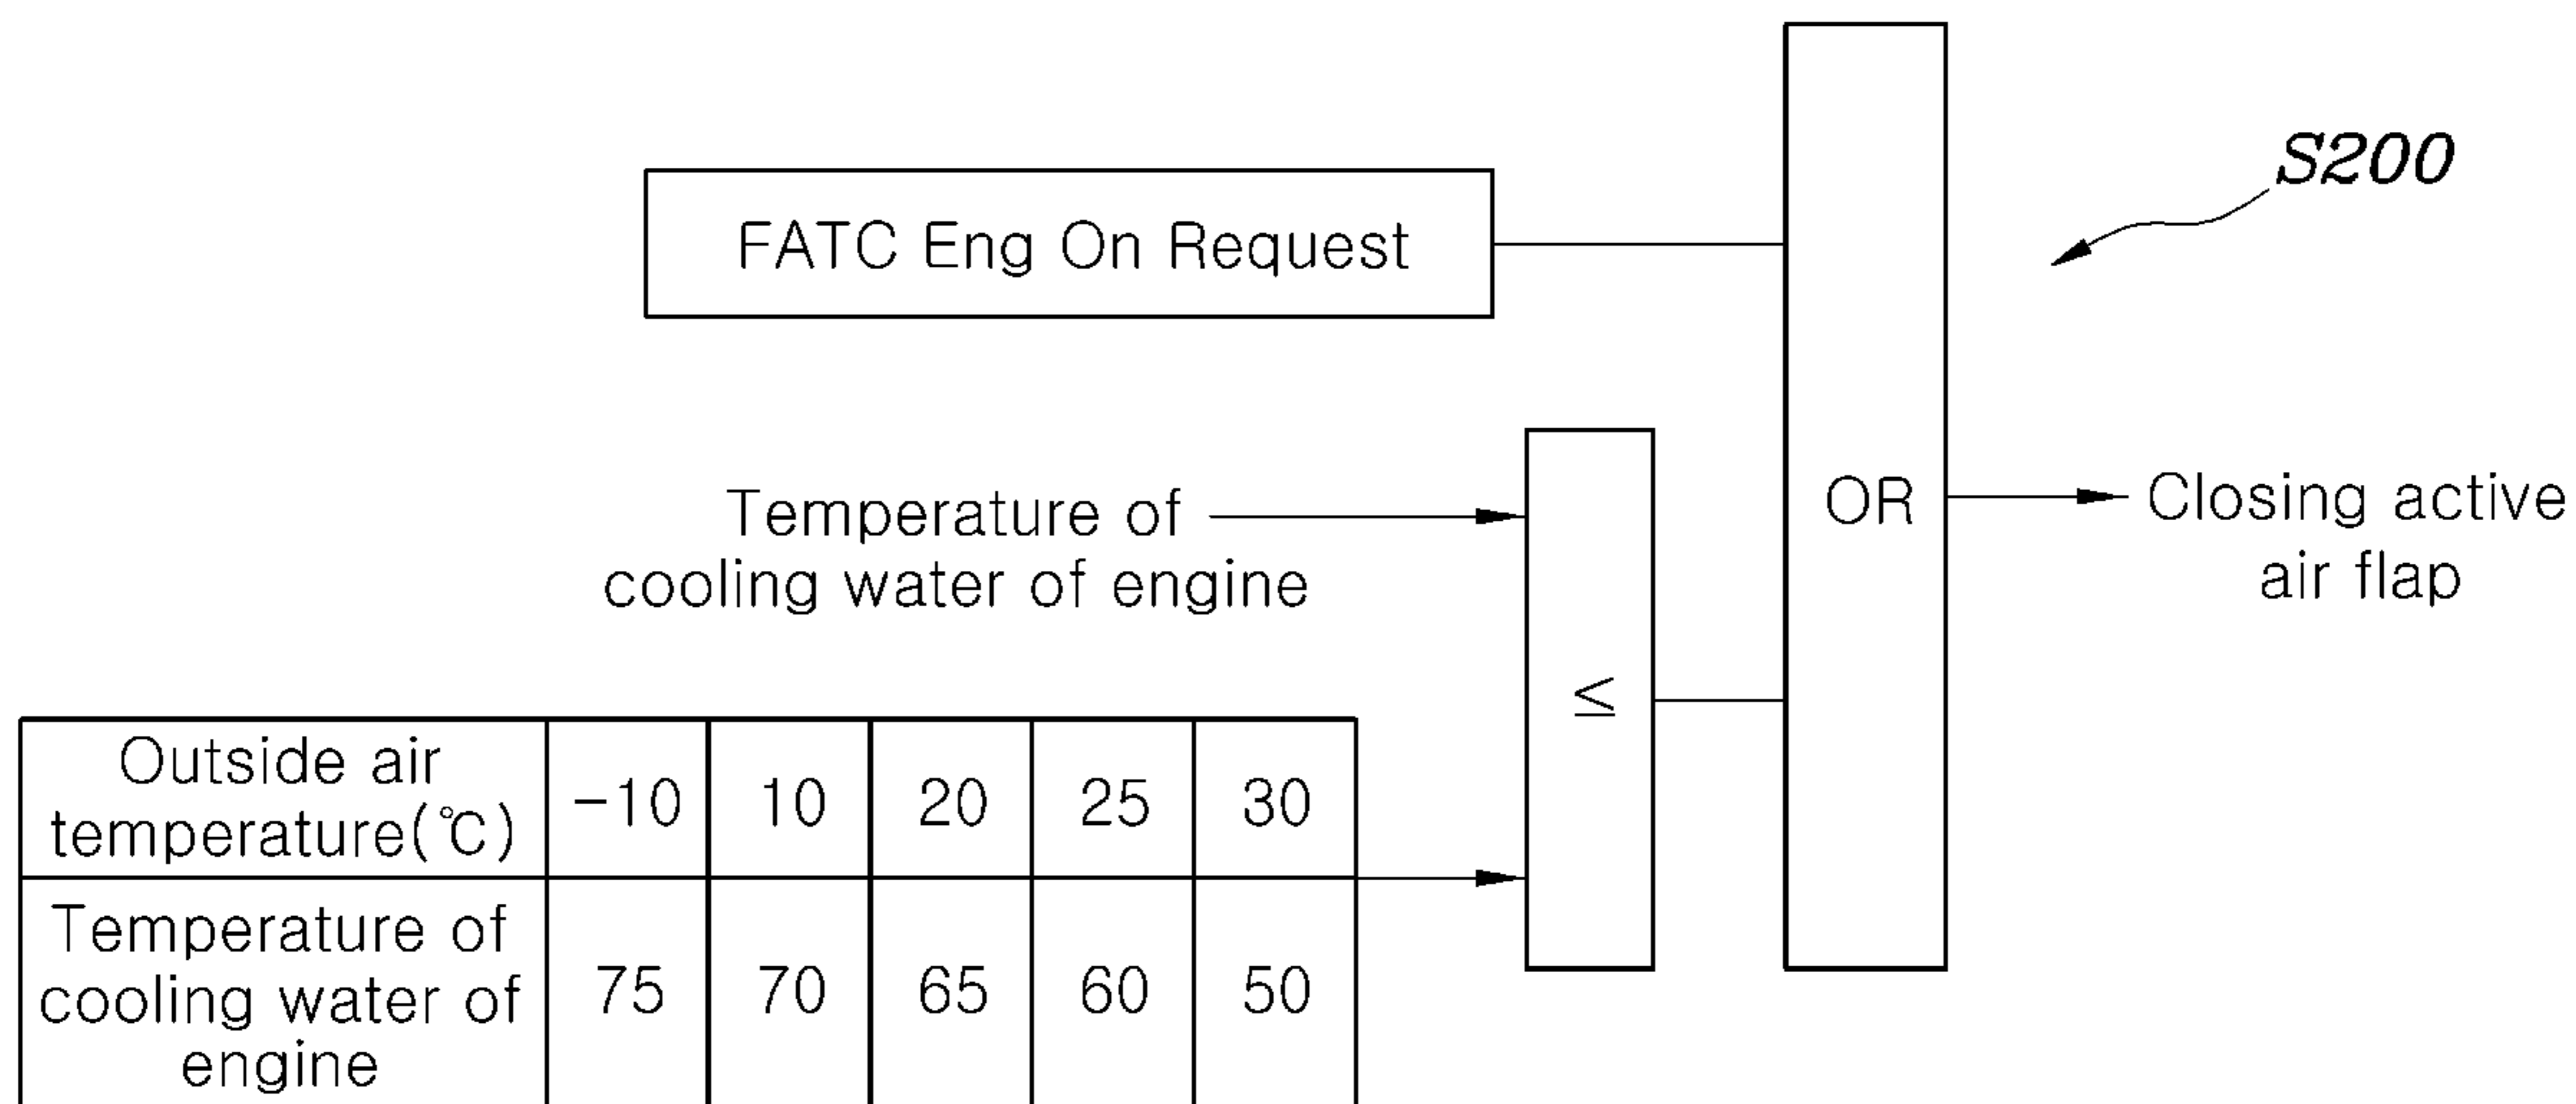 S200
FATC Eng On Request
Temperature of
cooling water of engine
≤
OR
Closing active
air flap
Outside air
temperature(℃)
-10 10 20 25 30
Temperature of
cooling water of
engine
75 70 65 60 50